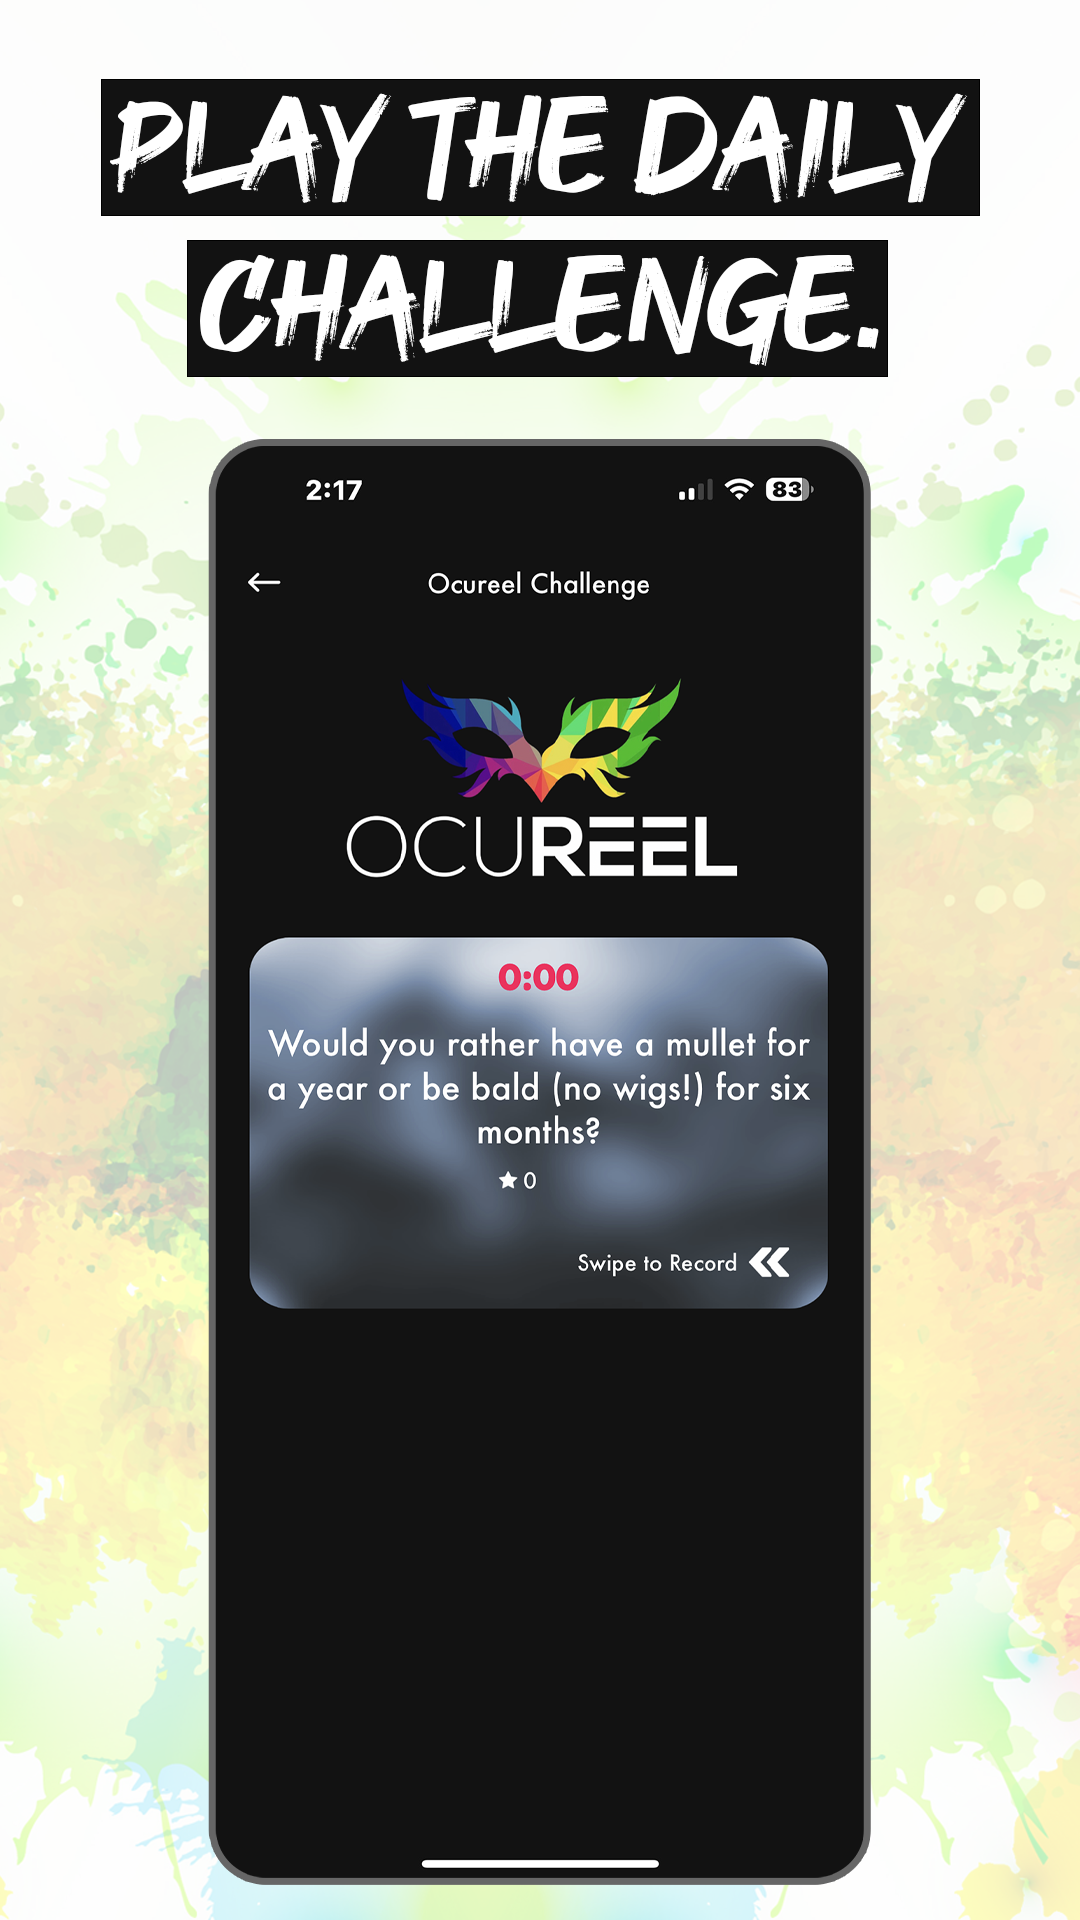 PLAY THE DAILY
CHALLENGE.
2:17
83
Ocureel Challenge
OCUREEL
0:00
Would you rather have a mullet for
a year or be bald (no wigs!) for six
months?
0
Swipe to Record